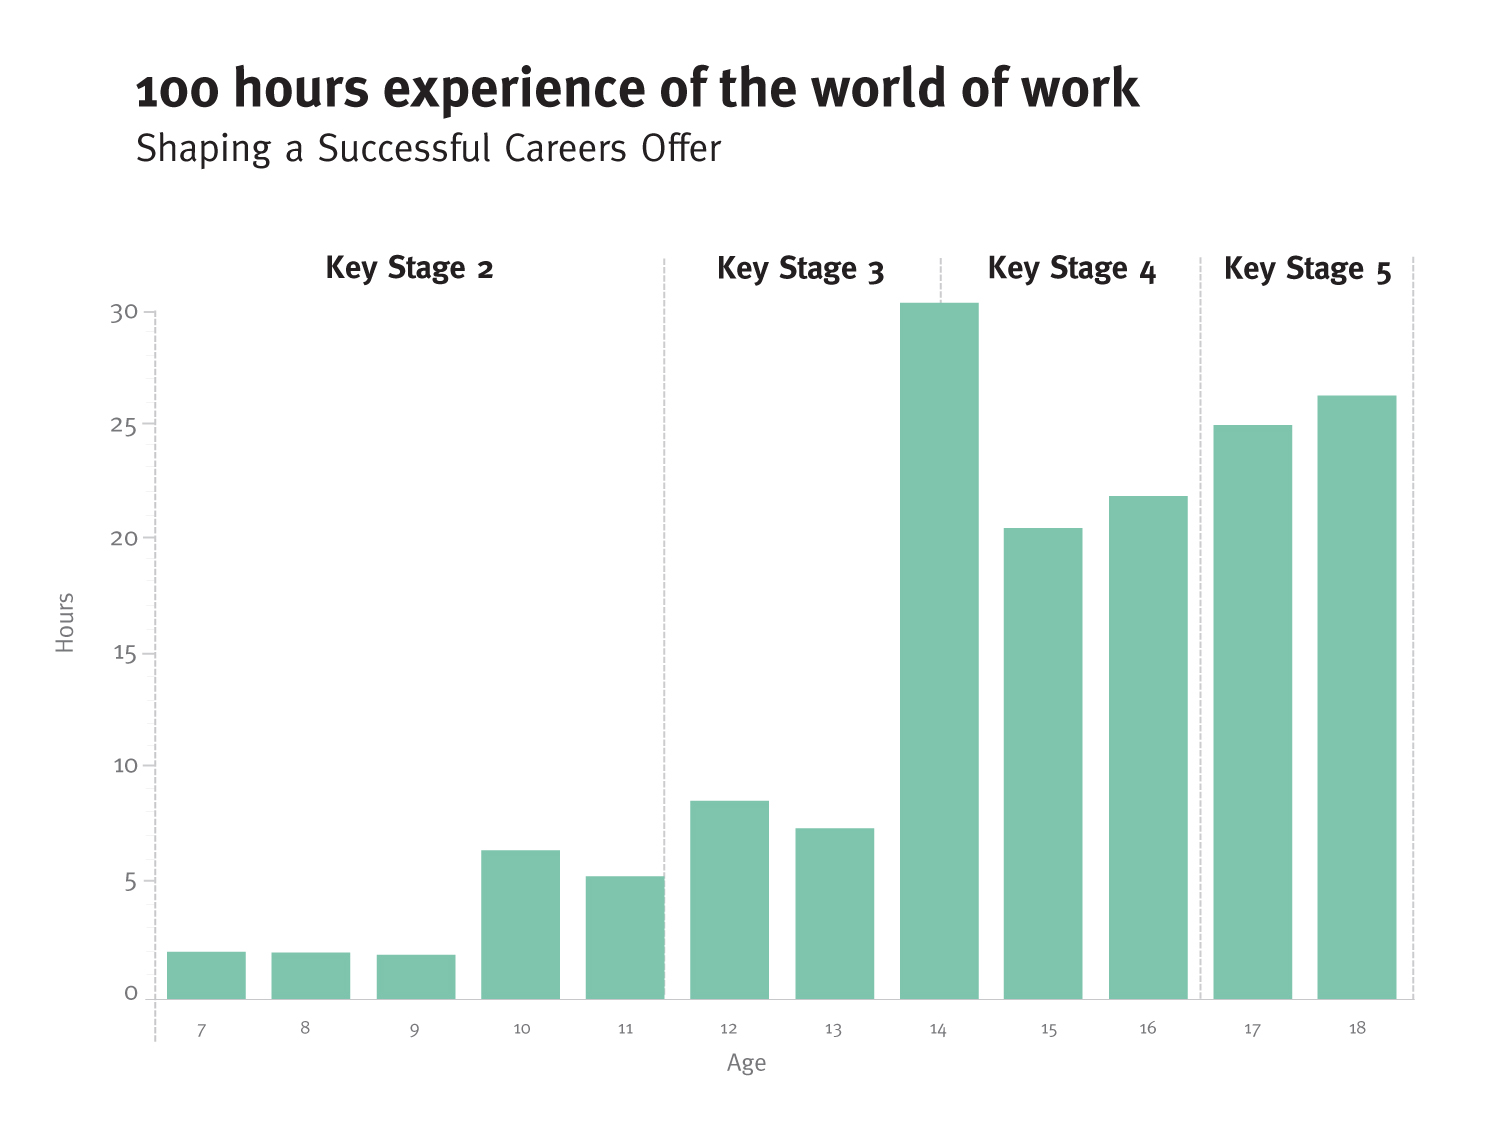 100 hours experience of the world of work
Shaping a Successful Careers Offer
Key Stage 2 Key Stage 3 Key Stage 4 Key Stage 5
30
25
20
15
10
5
0
Hours
7 8 9 10 11 12 13 14 15 16 17 18
Age